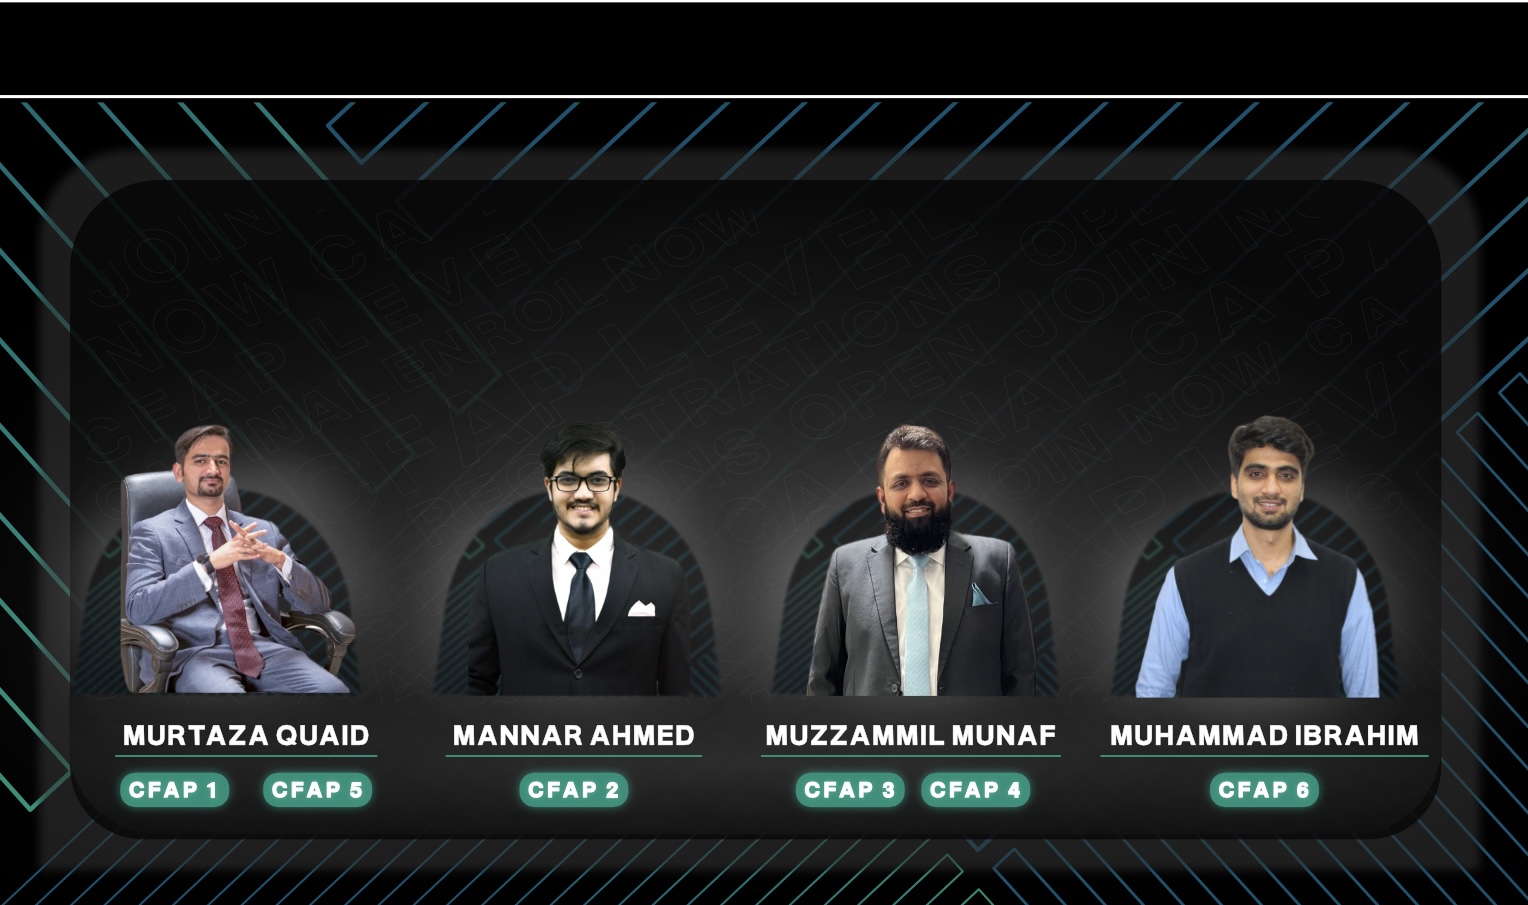 MURTAZA QUAID
CFAP 1 CFAP 5
MANNAR AHMED
CFAP 2
MUZZAMMIL MUNAF
CFAP 3 CFAP 4
MUHAMMAD IBRAHIM
CFAP 6